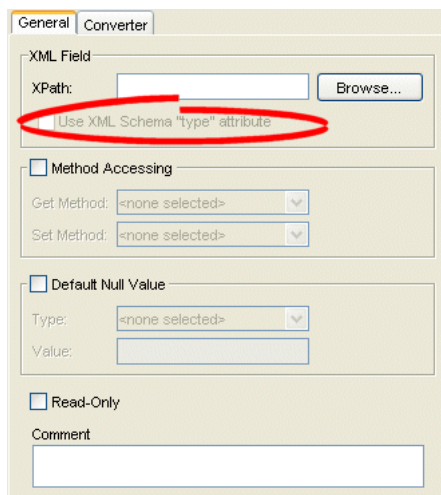 General Converter
XML Field
XPath: Browse...
Use XML Schema "type" attribute
Method Accessing
Get Method: <none selected>
Set Method: <none selected>
Default Null Value
Type: <none selected>
Value:
Read-Only
Comment